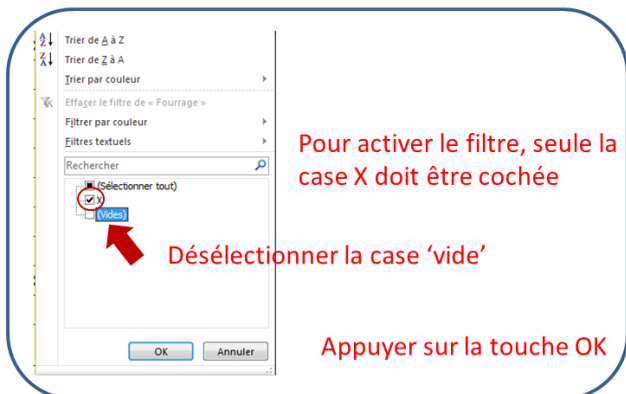 Trier de A à Z
Trier de Z à A
Trier par couleur
Effacer le filtre de « Fourrage »
Filtrer par couleur
Filtres textuels
Rechercher
(Sélectionner tout)
X
(Vides)
OK Annuler
Pour activer le filtre, seule la
case X doit être cochée
Désélectionner la case ‘vide’
Appuyer sur la touche OK